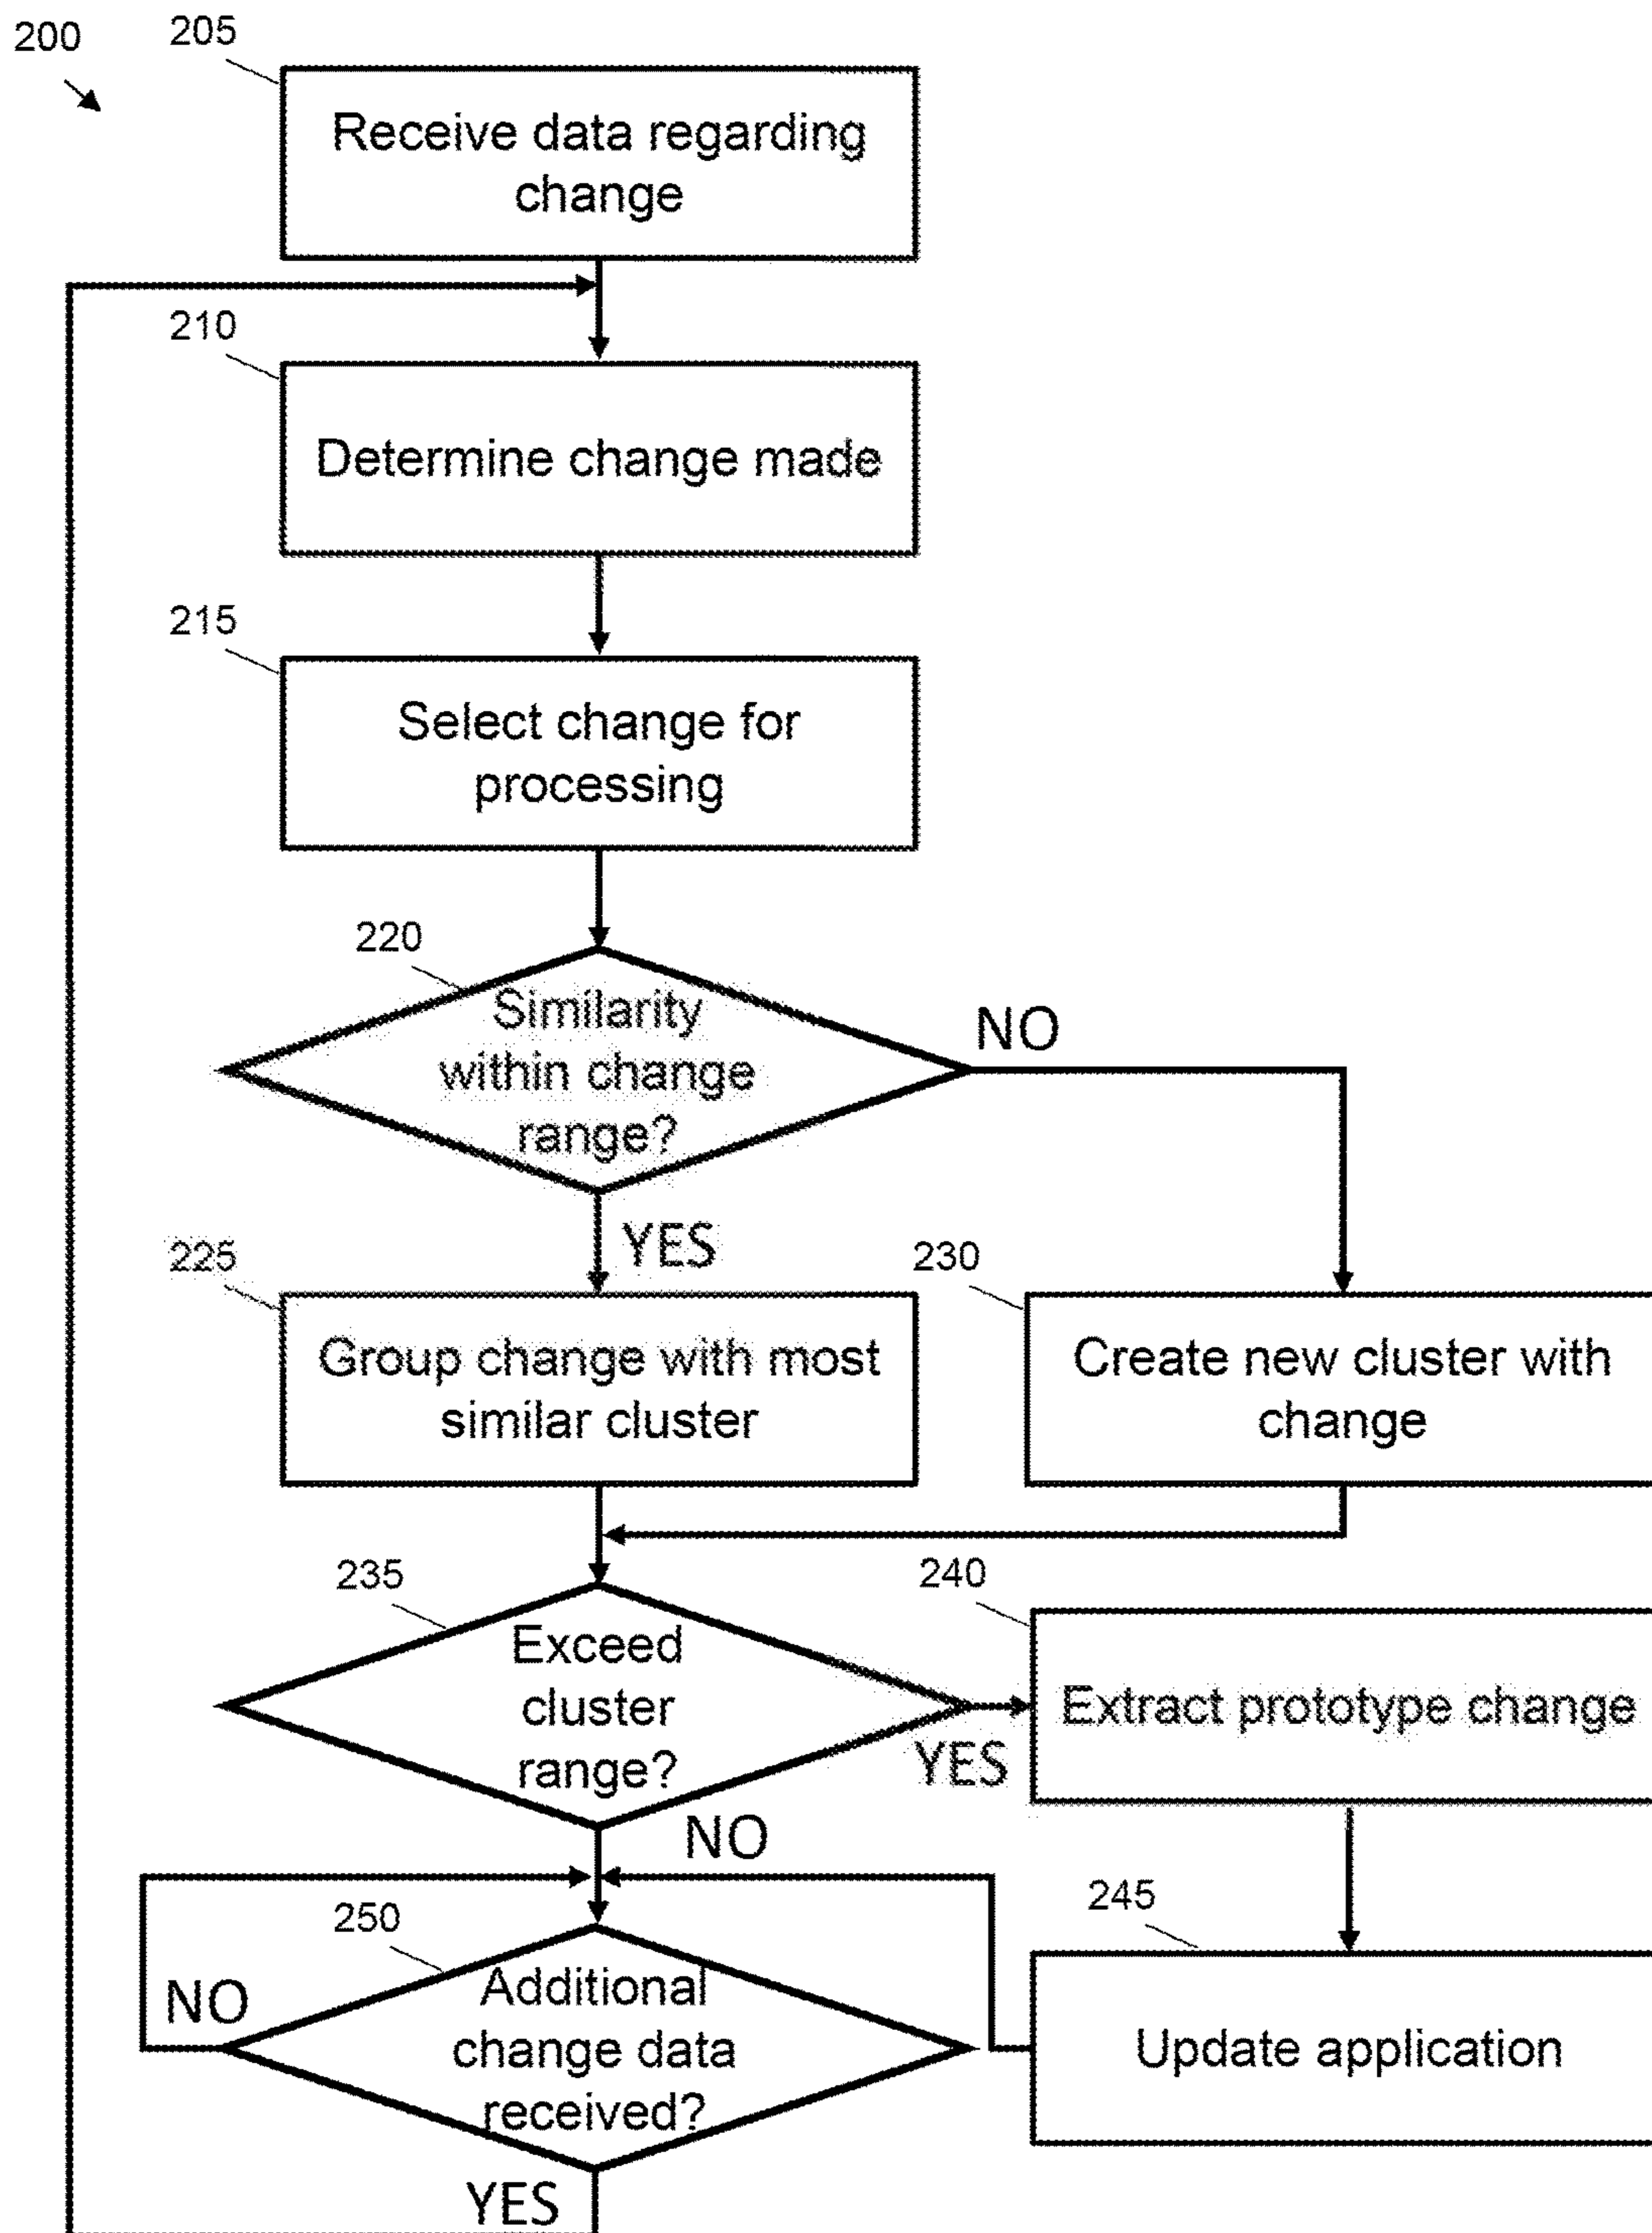 200
205
Receive data regarding
change
210
Determine change made
215
Select change for
processing
220
Similarity
within change
range?
NO
YES
225
Group change with most
similar cluster
230
Create new cluster with
change
235
Exceed
cluster
range?
YES
NO
240
Extract prototype change
245
Update application
250
Additional
change data
received?
NO
YES